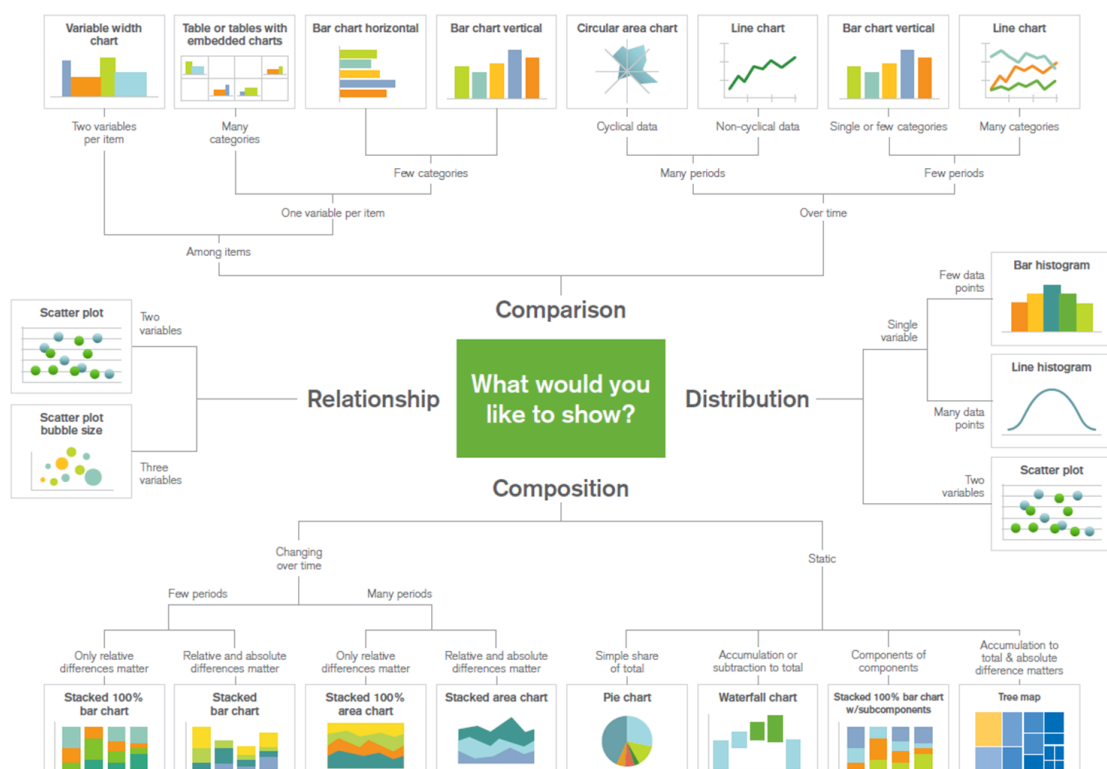 Variable width
chart
Table or tables with
embedded charts
Bar chart horizontal
Bar chart vertical
Circular area chart
Line chart
Bar chart vertical
Line chart
Two variables
per item
Many
categories
Cyclical data
Non-cyclical data
Single or few categories
Many categories
Few categories
Many periods
Few periods
One variable per item
Over time
Among items
Comparison
Scatter plot
Two
variables
Scatter plot
bubble size
Three
variables
Relationship
What would you
like to show?
Distribution
Few data
points
Bar histogram
Single
variable
Line histogram
Many data
points
Two
variables
Scatter plot
Composition
Changing
over time
Static
Few periods
Many periods
Only relative
differences matter
Relative and absolute
differences matter
Only relative
differences matter
Relative and absolute
differences matter
Simple share
of total
Accumulation or
subtraction to total
Components of
components
Accumulation to
total & absolute
difference matters
Stacked 100%
bar chart
Stacked
bar chart
Stacked 100%
area chart
Stacked area chart
Pie chart
Waterfall chart
Stacked 100% bar chart
w/subcomponents
Tree map